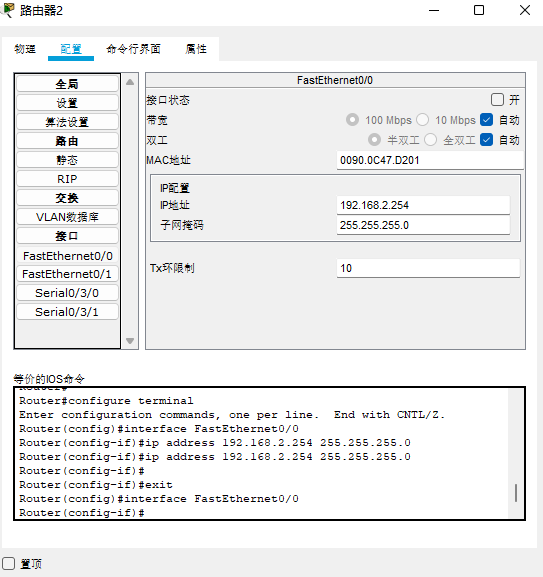 路由器2
物理 配置 命令行界面 属性
全局
设置
算法设置
路由
静态
RIP
交换
VLAN数据库
接口
FastEthernet0/0
FastEthernet0/1
Serial0/3/0
Serial0/3/1
FastEthernet0/0
接口状态 开
带宽 100 Mbps 10 Mbps 自动
双工 半双工 全双工 自动
MAC地址 0090.0C47.D201
IP配置
IP地址 192.168.2.254
子网掩码 255.255.255.0
Tx环限制 10
等价的IOS命令
Router#
Router#configure terminal
Enter configuration commands, one per line.  End with CNTL/Z.
Router(config)#interface FastEthernet0/0
Router(config-if)#ip address 192.168.2.254 255.255.255.0
Router(config-if)#ip address 192.168.2.254 255.255.255.0
Router(config-if)#
Router(config-if)#exit
Router(config)#interface FastEthernet0/0
Router(config-if)#
置顶